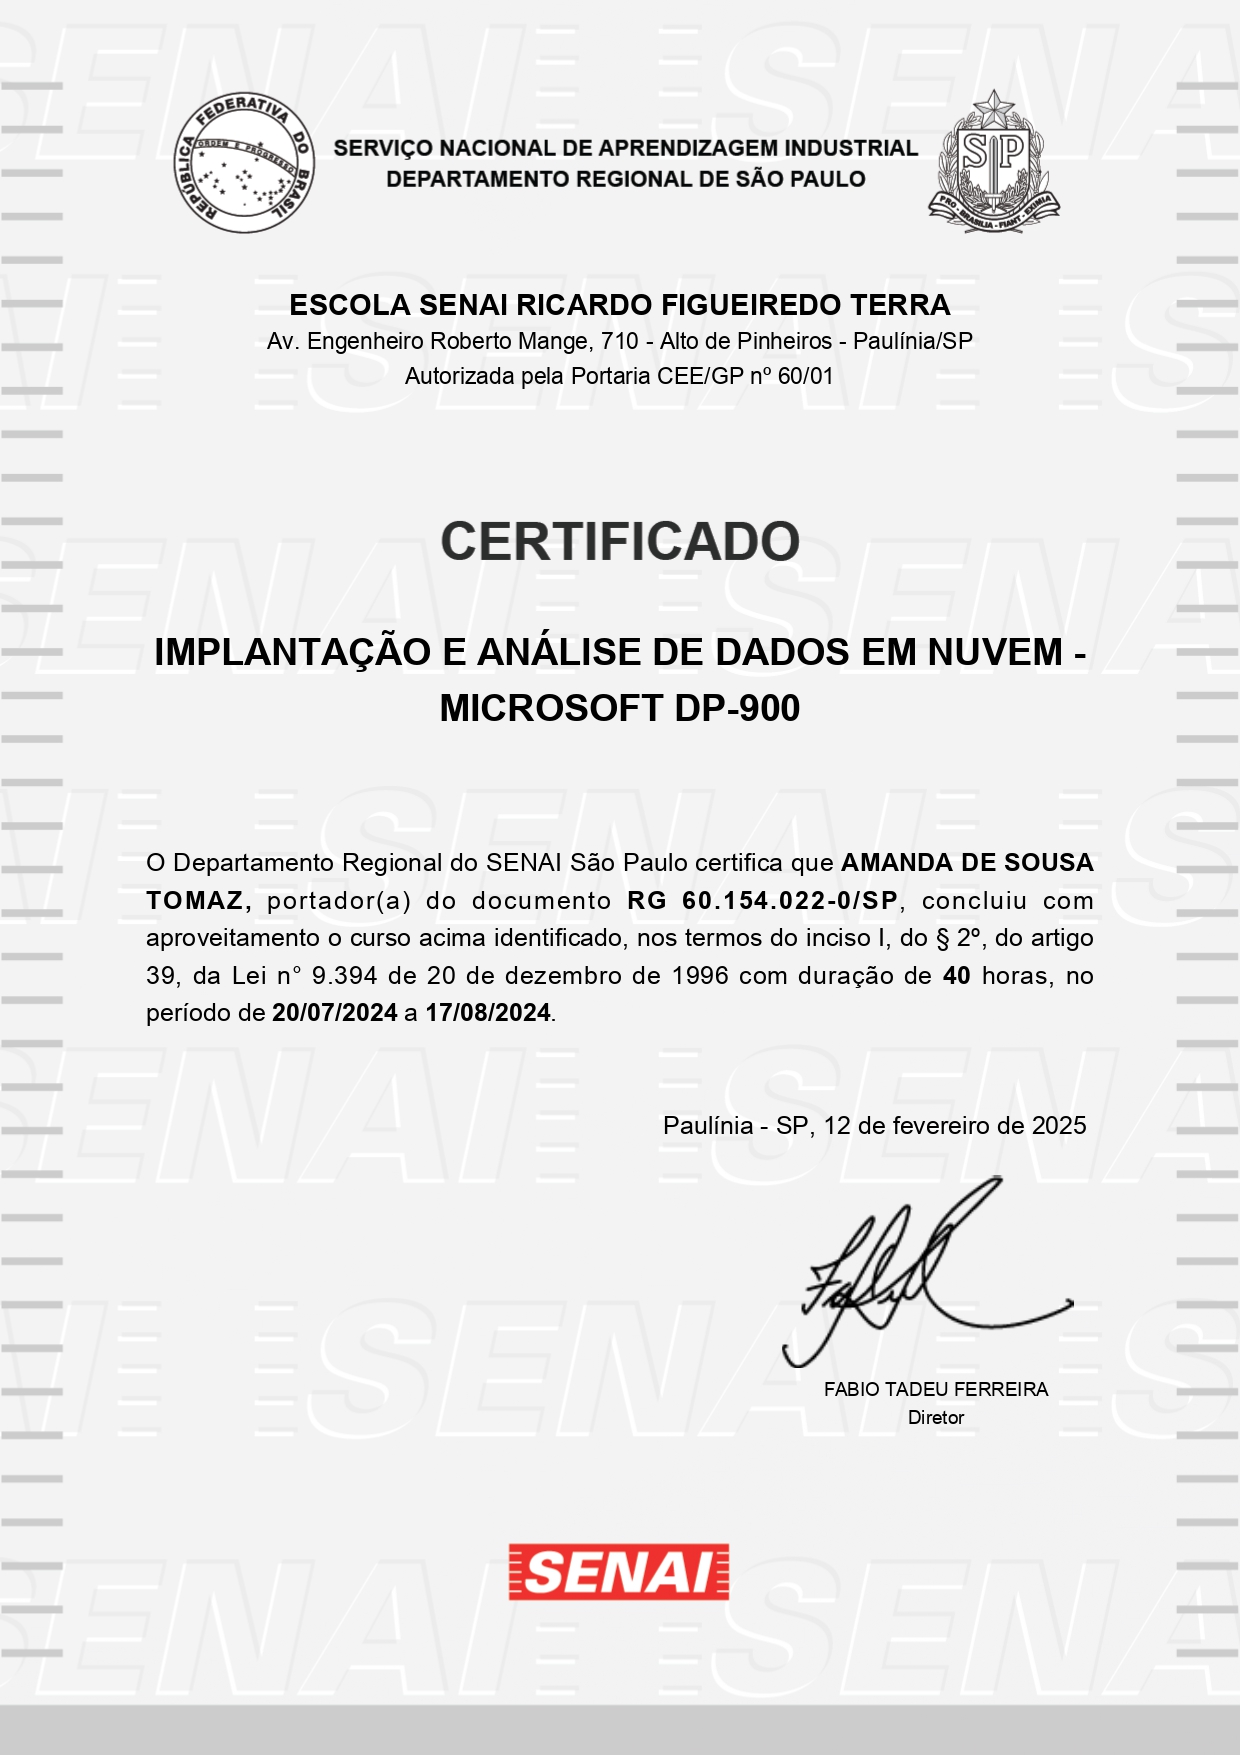 REPÚBLICA FEDERATIVA DO BRASIL
ORDEM E PROGRESSO
SERVIÇO NACIONAL DE APRENDIZAGEM INDUSTRIAL
DEPARTAMENTO REGIONAL DE SÃO PAULO
SP
PRO - BRASILIA - FIANT - EXIMIA
ESCOLA SENAI RICARDO FIGUEIREDO TERRA
Av. Engenheiro Roberto Mange, 710 - Alto de Pinheiros - Paulínia/SP
Autorizada pela Portaria CEE/GP nº 60/01
CERTIFICADO
IMPLANTAÇÃO E ANÁLISE DE DADOS EM NUVEM -
MICROSOFT DP-900
O Departamento Regional do SENAI São Paulo certifica que AMANDA DE SOUSA
TOMAZ, portador(a) do documento RG 60.154.022-0/SP, concluiu com
aproveitamento o curso acima identificado, nos termos do inciso I, do § 2º, do artigo
39, da Lei n° 9.394 de 20 de dezembro de 1996 com duração de 40 horas, no
período de 20/07/2024 a 17/08/2024.
Paulínia - SP, 12 de fevereiro de 2025
FABIO TADEU FERREIRA
Diretor
SENAI